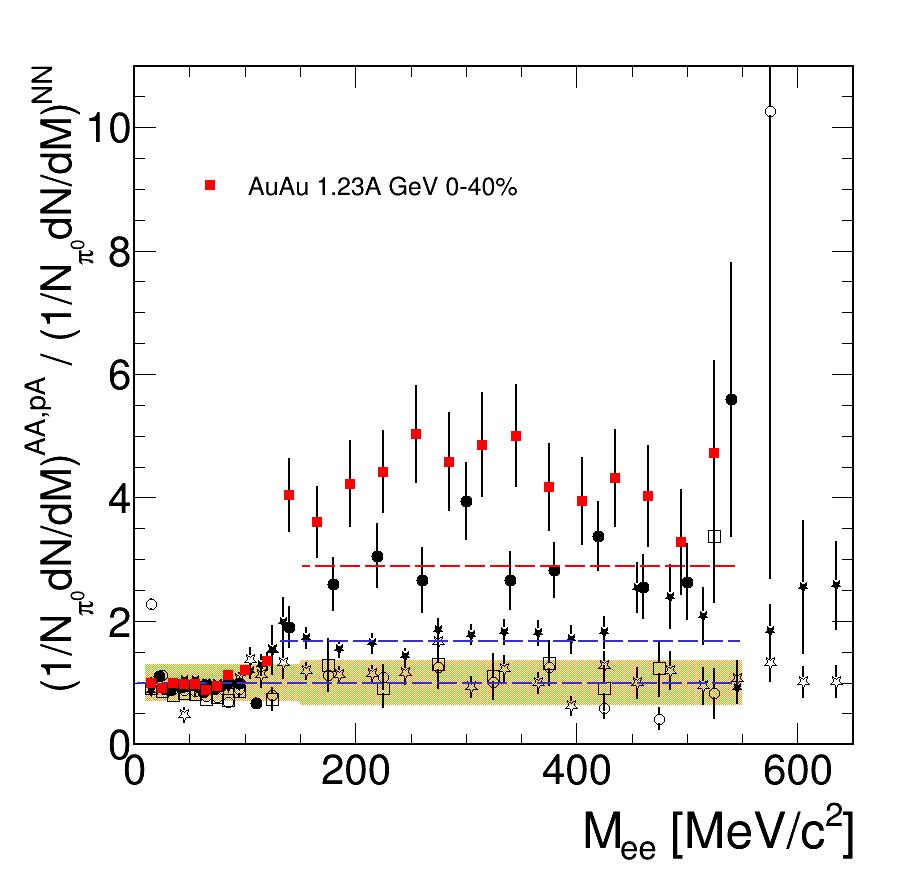 (1/N_π⁰ dN/dM)^AA,pA / (1/N_π⁰ dN/dM)^NN
10
8
6
4
2
0
AuAu 1.23A GeV 0-40%
0 200 400 600
M_ee [MeV/c²]